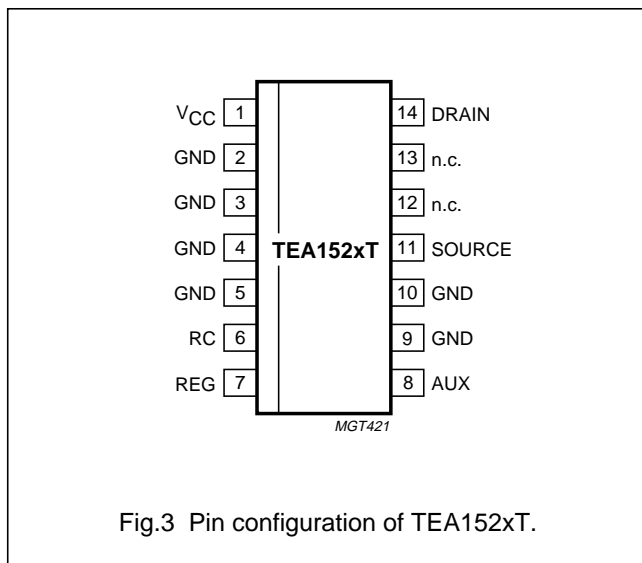 VCC 1 14 DRAIN
GND 2 13 n.c.
GND 3 12 n.c.
GND 4 TEA152xT 11 SOURCE
GND 5 10 GND
RC 6 9 GND
REG 7 8 AUX
MGT421
Fig.3 Pin configuration of TEA152xT.